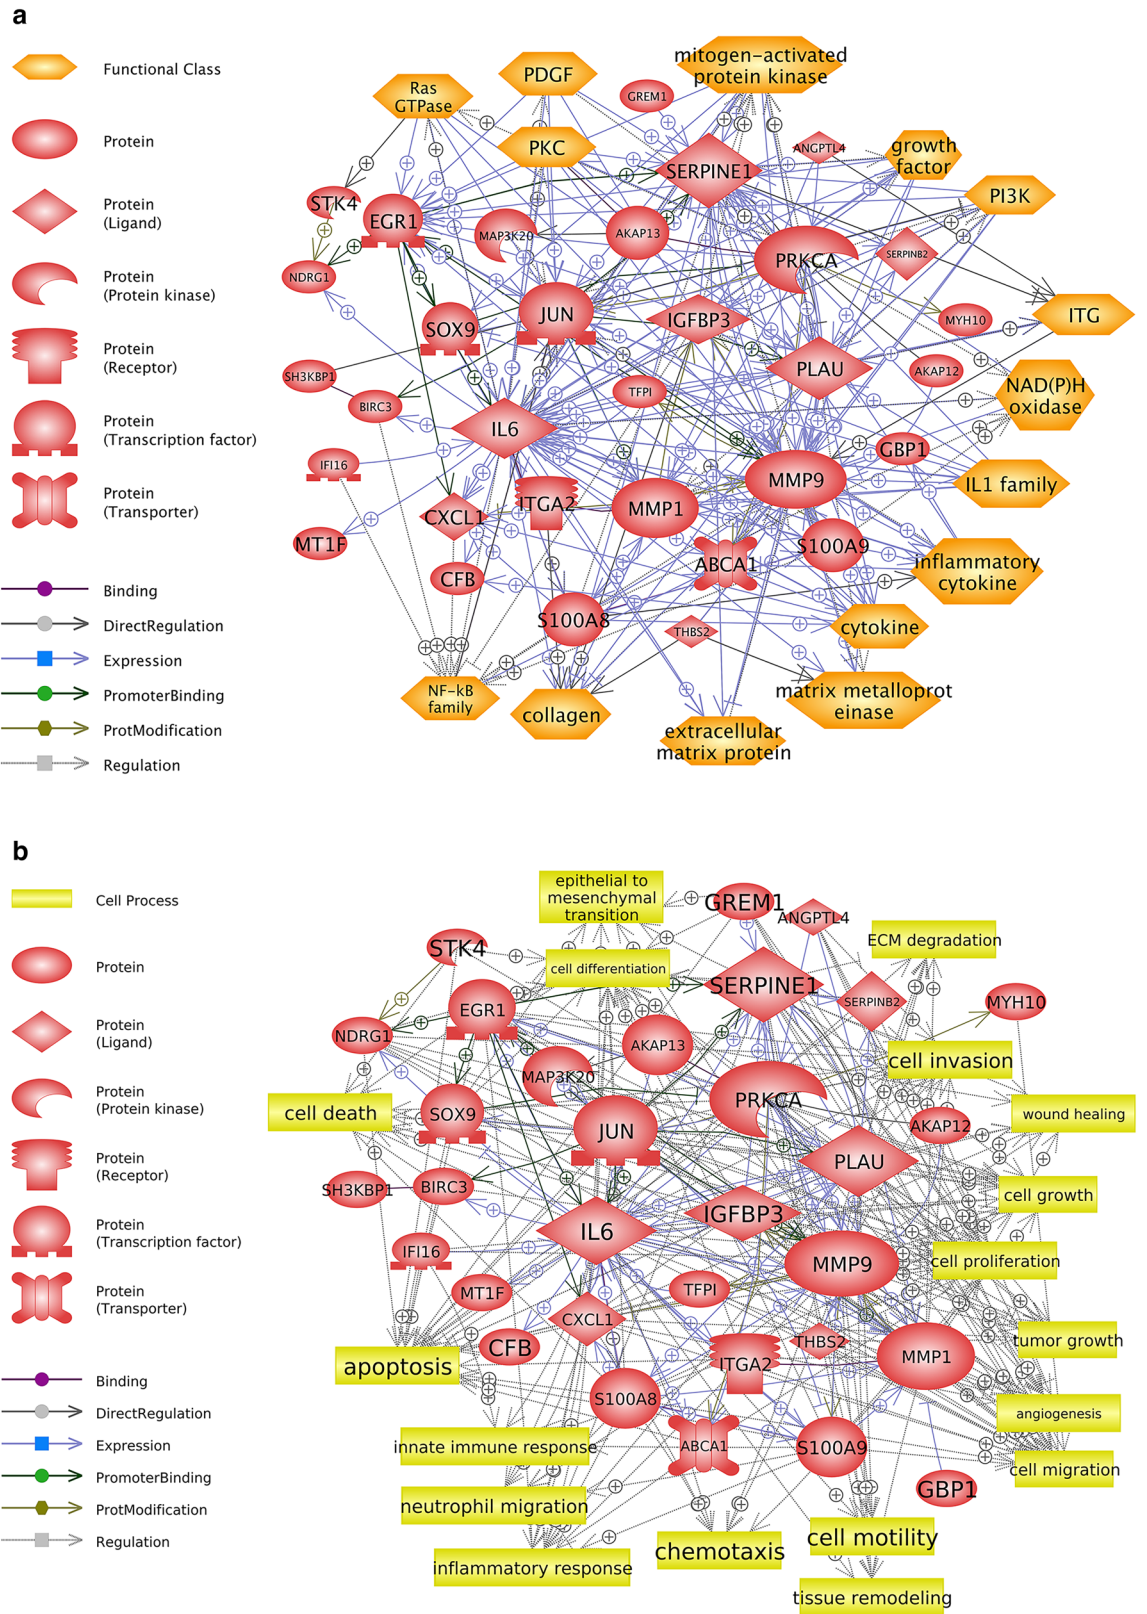 a
Functional Class
Protein
Protein
(Ligand)
Protein
(Protein kinase)
Protein
(Receptor)
Protein
(Transcription factor)
Protein
(Transporter)
Binding
DirectRegulation
Expression
PromoterBinding
ProtModification
Regulation
mitogen-activated
protein kinase
PDGF
Ras
GTPase
GREM1
PKC
ANGPTL4
growth
factor
SERPINE1
PI3K
STK4
EGR1
MAP3K20
AKAP13
PRKCA
SERPINB2
NDRG1
SOX9
JUN
IGFBP3
MYH10
ITG
SH3KBP1
PLAU
AKAP12
BIRC3
TFPI
NAD(P)H
oxidase
IL6
GBP1
IFI16
MMP9
IL1 family
CXCL1
ITGA2
MMP1
MT1F
S100A9
CFB
ABCA1
inflammatory
cytokine
S100A8
THBS2
cytokine
NF-kB
family
collagen
matrix metalloprot
einase
extracellular
matrix protein
b
Cell Process
Protein
Protein
(Ligand)
Protein
(Protein kinase)
Protein
(Receptor)
Protein
(Transcription factor)
Protein
(Transporter)
Binding
DirectRegulation
Expression
PromoterBinding
ProtModification
Regulation
epithelial to
mesenchymal
transition
GREM1
ANGPTL4
STK4
ECM degradation
cell differentiation
SERPINE1
SERPINB2
MYH10
EGR1
NDRG1
AKAP13
cell invasion
MAP3K20
PRKCA
cell death
SOX9
JUN
AKAP12
wound healing
PLAU
SH3KBP1
BIRC3
cell growth
IL6
IGFBP3
IFI16
MMP9
cell proliferation
MT1F
TFPI
CXCL1
THBS2
tumor growth
CFB
apoptosis
ITGA2
MMP1
S100A8
angiogenesis
innate immune response
ABCA1
S100A9
cell migration
GBP1
neutrophil migration
chemotaxis
cell motility
inflammatory response
tissue remodeling